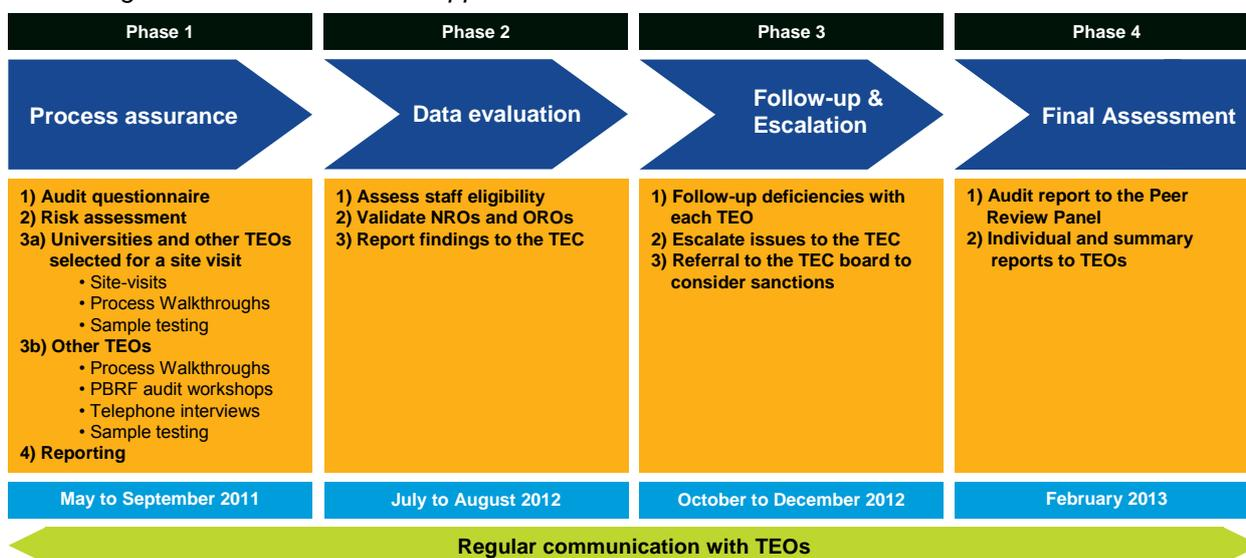 Phase 1
Phase 2
Phase 3
Phase 4
Process assurance
Data evaluation
Follow-up &
Escalation
Final Assessment
1) Audit questionnaire
2) Risk assessment
3a) Universities and other TEOs
selected for a site visit
• Site-visits
• Process Walkthroughs
• Sample testing
3b) Other TEOs
• Process Walkthroughs
• PBRF audit workshops
• Telephone interviews
• Sample testing
4) Reporting
1) Assess staff eligibility
2) Validate NROs and OROs
3) Report findings to the TEC
1) Follow-up deficiencies with
each TEO
2) Escalate issues to the TEC
3) Referral to the TEC board to
consider sanctions
1) Audit report to the Peer
Review Panel
2) Individual and summary
reports to TEOs
May to September 2011
July to August 2012
October to December 2012
February 2013
Regular communication with TEOs